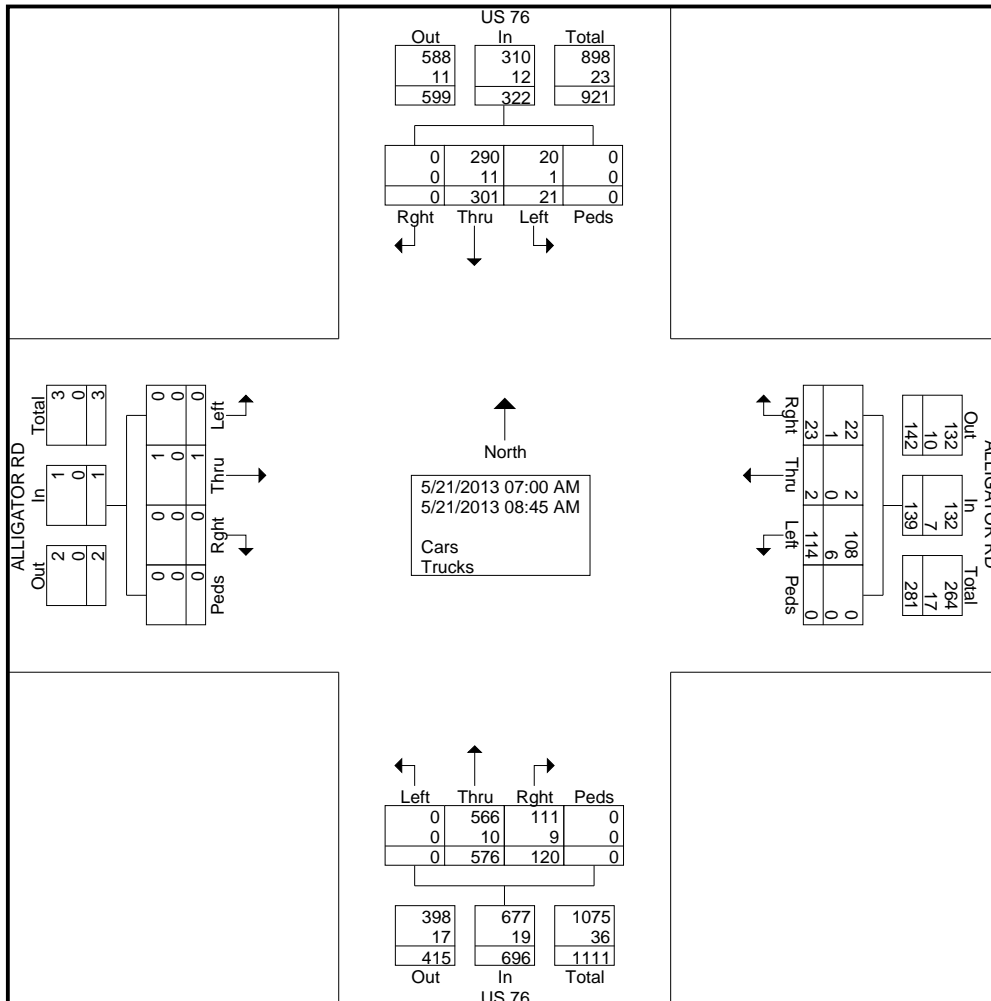 US 76
Out In Total
588 310 898
11 12 23
599 322 921
0 290 20 0
0 11 1 0
0 301 21 0
Rght Thru Left Peds
ALLIGATOR RD
Total
3 0 3
In
1 0 1
Out
2 0 2
Left
0 0 0
Thru
1 0 1
Rght
0 0 0
Peds
0 0 0
North
5/21/2013 07:00 AM
5/21/2013 08:45 AM
Cars
Trucks
Rght
22 1 23
Thru
2 0 2
Left
108 6 114
Peds
0 0 0
Out
132 10 142
In
132 7 139
Total
264 17 281
ALLIGATOR RD
Left Thru Rght Peds
0 566 111 0
0 10 9 0
0 576 120 0
398 677 1075
17 19 36
415 696 1111
Out In Total
US 76